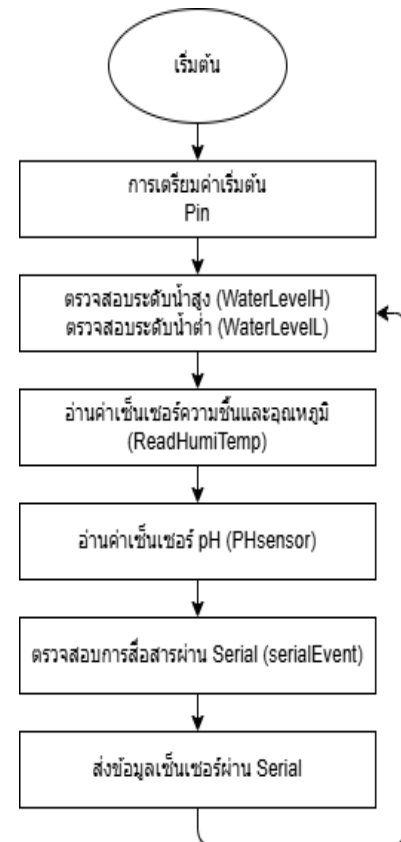 เริ่มต้น
การเตรียมค่าเริ่มต้น
Pin
ตรวจสอบระดับน้ำสูง (WaterLevelH)
ตรวจสอบระดับน้ำต่ำ (WaterLevelL)
อ่านค่าเซ็นเซอร์ความชื้นและอุณหภูมิ
(ReadHumiTemp)
อ่านค่าเซ็นเซอร์ pH (PHsensor)
ตรวจสอบการสื่อสารผ่าน Serial (serialEvent)
ส่งข้อมูลเซ็นเซอร์ผ่าน Serial